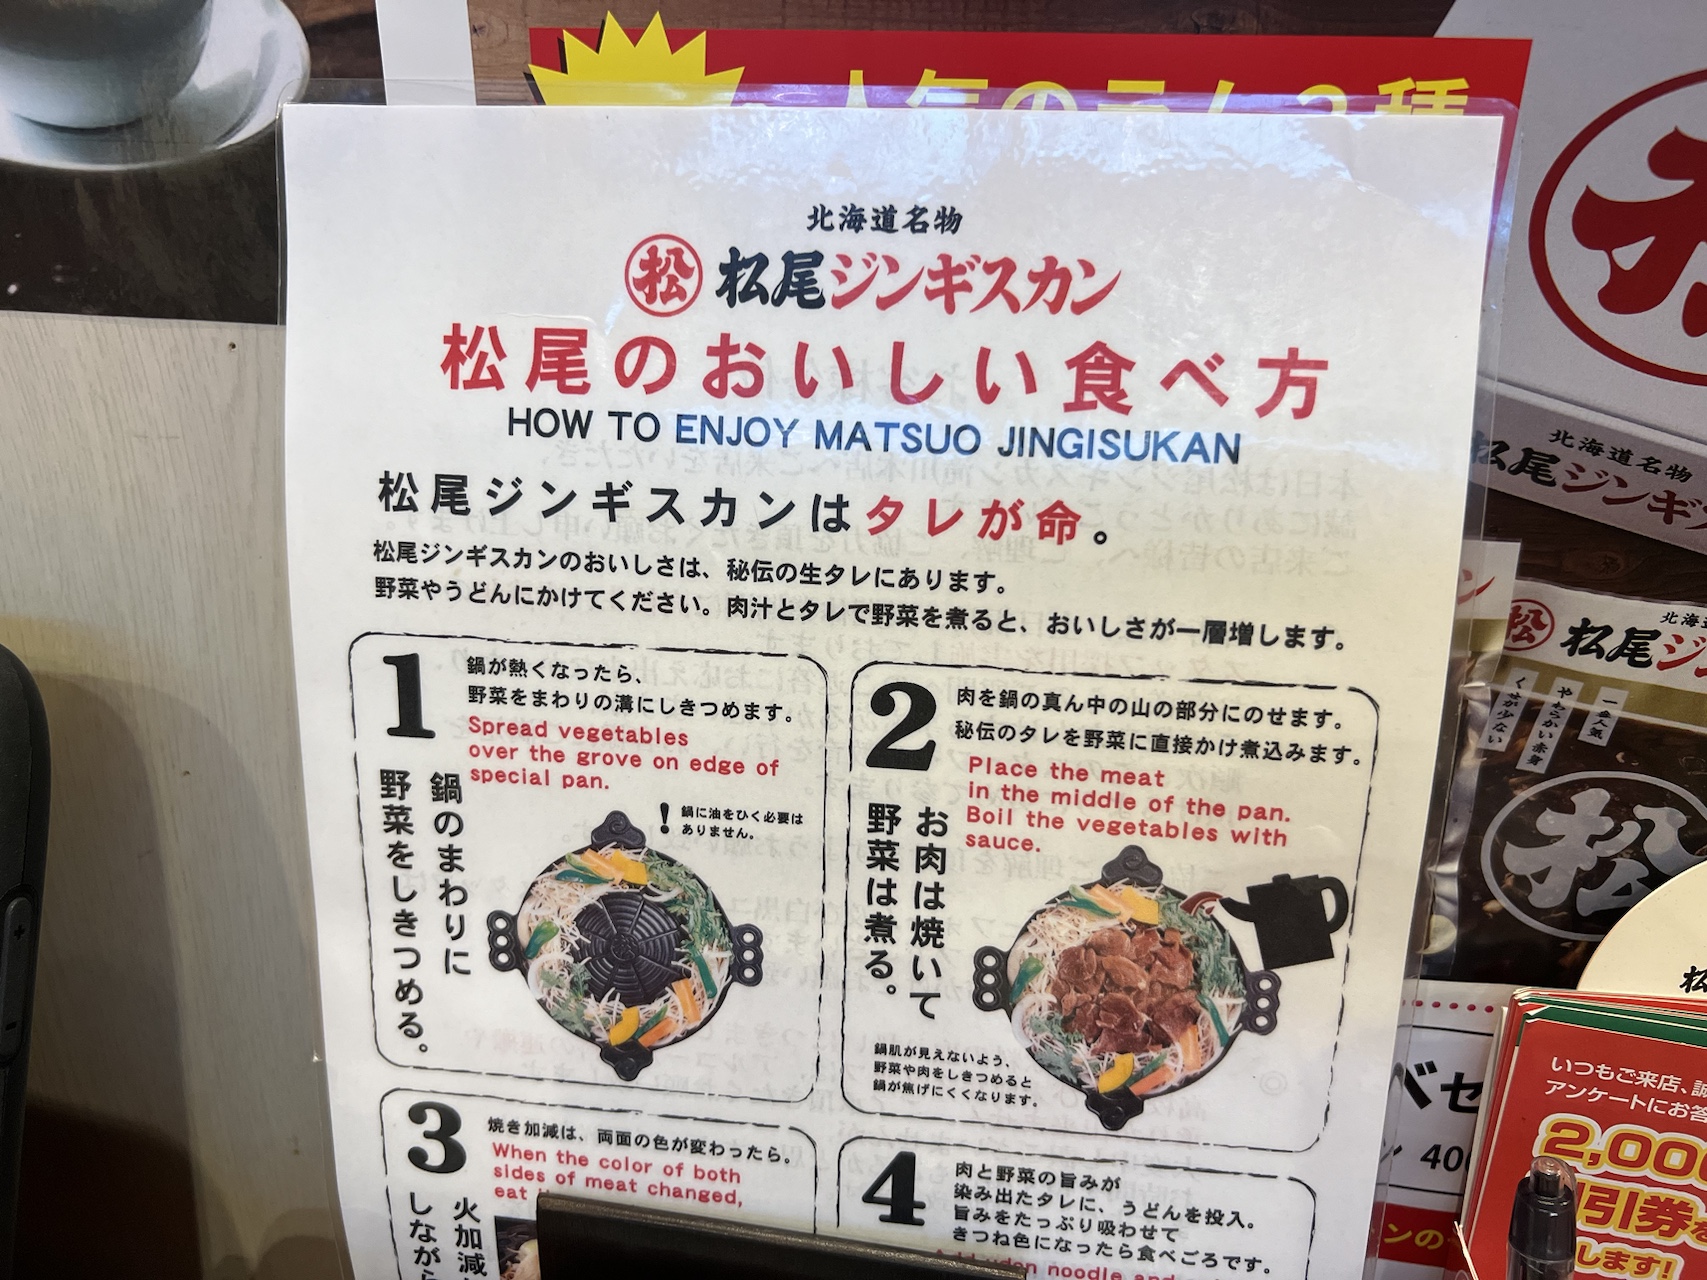 北海道名物
松 松尾ジンギスカン
松尾のおいしい食べ方
HOW TO ENJOY MATSUO JINGISUKAN
松尾ジンギスカンはタレが命。
松尾ジンギスカンのおいしさは、秘伝の生タレにあります。
野菜やうどんにかけてください。肉汁とタレで野菜を煮ると、おいしさが一層増します。
1
鍋が熱くなったら、
野菜をまわりの溝にしきつめます。
Spread vegetables
over the grove on edge of
special pan.
鍋のまわりに
野菜をしきつめる。
! 鍋に油をひく必要は
ありません。
2
肉を鍋の真ん中の山の部分にのせます。
秘伝のタレを野菜に直接かけ煮込みます。
Place the meat
in the middle of the pan.
Boil the vegetables with
sauce.
お肉は焼いて
野菜は煮る。
鍋肌が見えないよう、
野菜や肉をしきつめると
鍋が焦げにくくなります。
3
焼き加減は、両面の色が変わったら。
When the color of both
sides of meat changed,
eat
火加減
しながら
4
肉と野菜の旨みが
染み出たタレに、うどんを投入。
旨みをたっぷり吸わせて
きつね色になったら食べごろです。
noodle and
北海道名物
松尾ジンギ
松 松尾ジ
一番人気
やわらかい赤身
くせが少ない
松
いつもご来店、誠
アンケートにお答
2,000
引券
します!